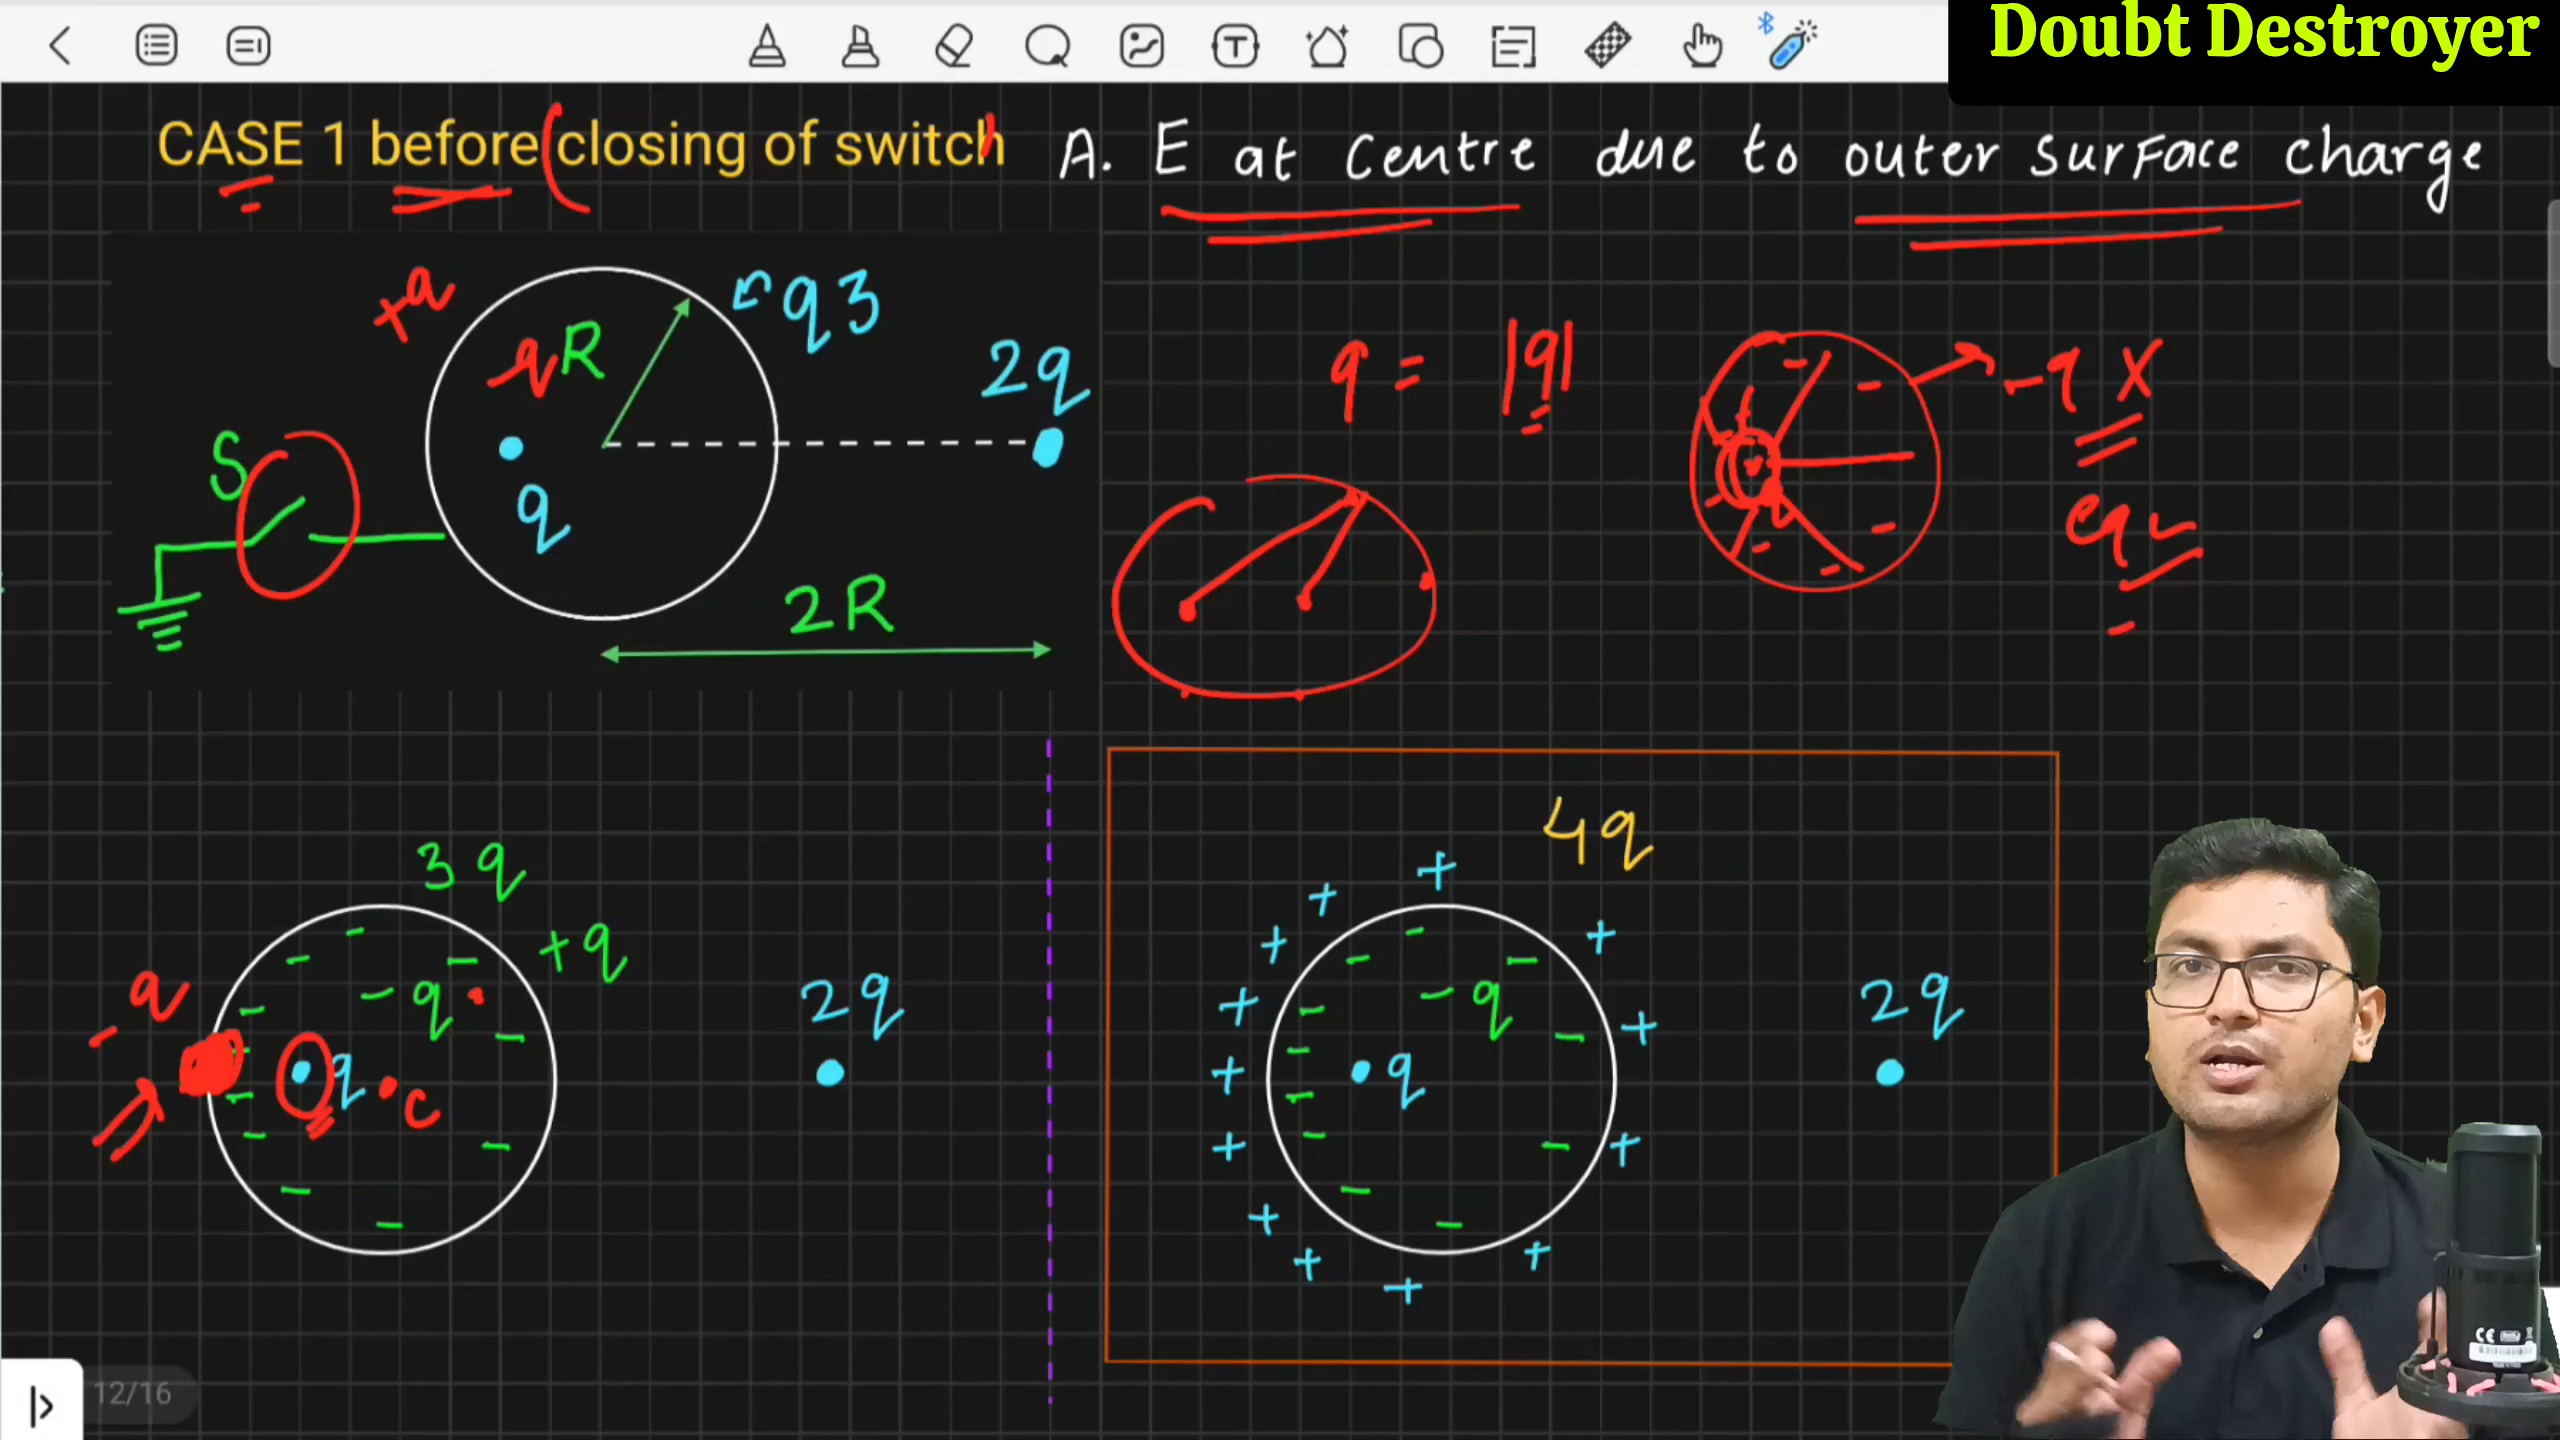 Doubt Destroyer
CASE 1 before closing of switch
A. E at centre due to outer surface charge
+q
q3
-q
R
2q
S
q
2R
q = |q|
-q X
3q
+q
-q
-q
q
C
2q
4q
-q
q
2q
CE
12/16